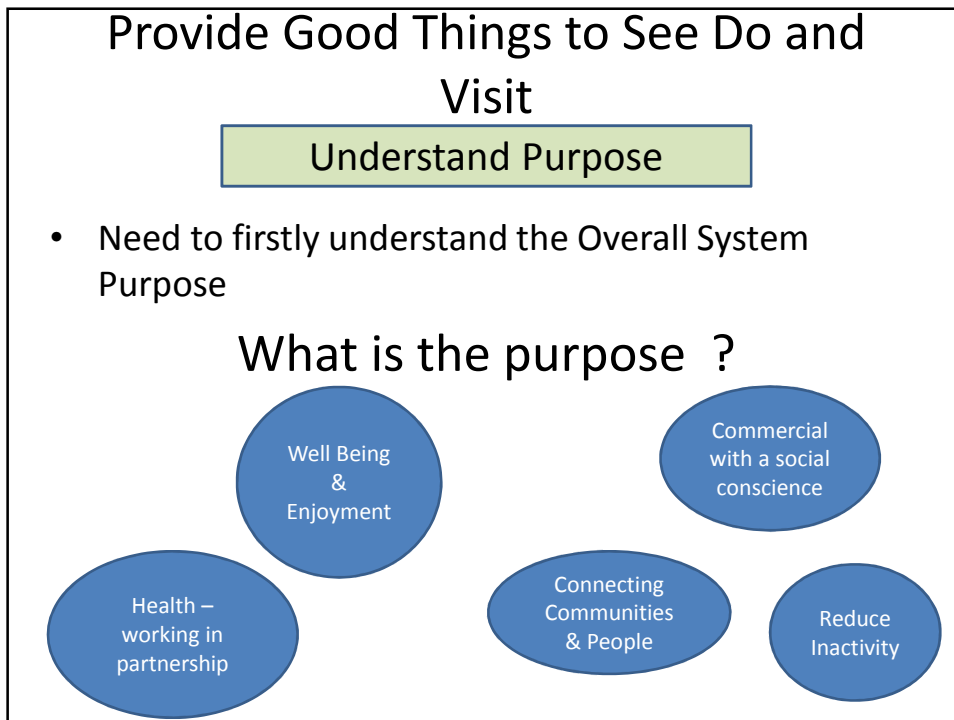 Provide Good Things to See Do and
Visit
Understand Purpose
• Need to firstly understand the Overall System
Purpose
What is the purpose ?
Well Being
&
Enjoyment
Commercial
with a social
conscience
Health –
working in
partnership
Connecting
Communities
& People
Reduce
Inactivity